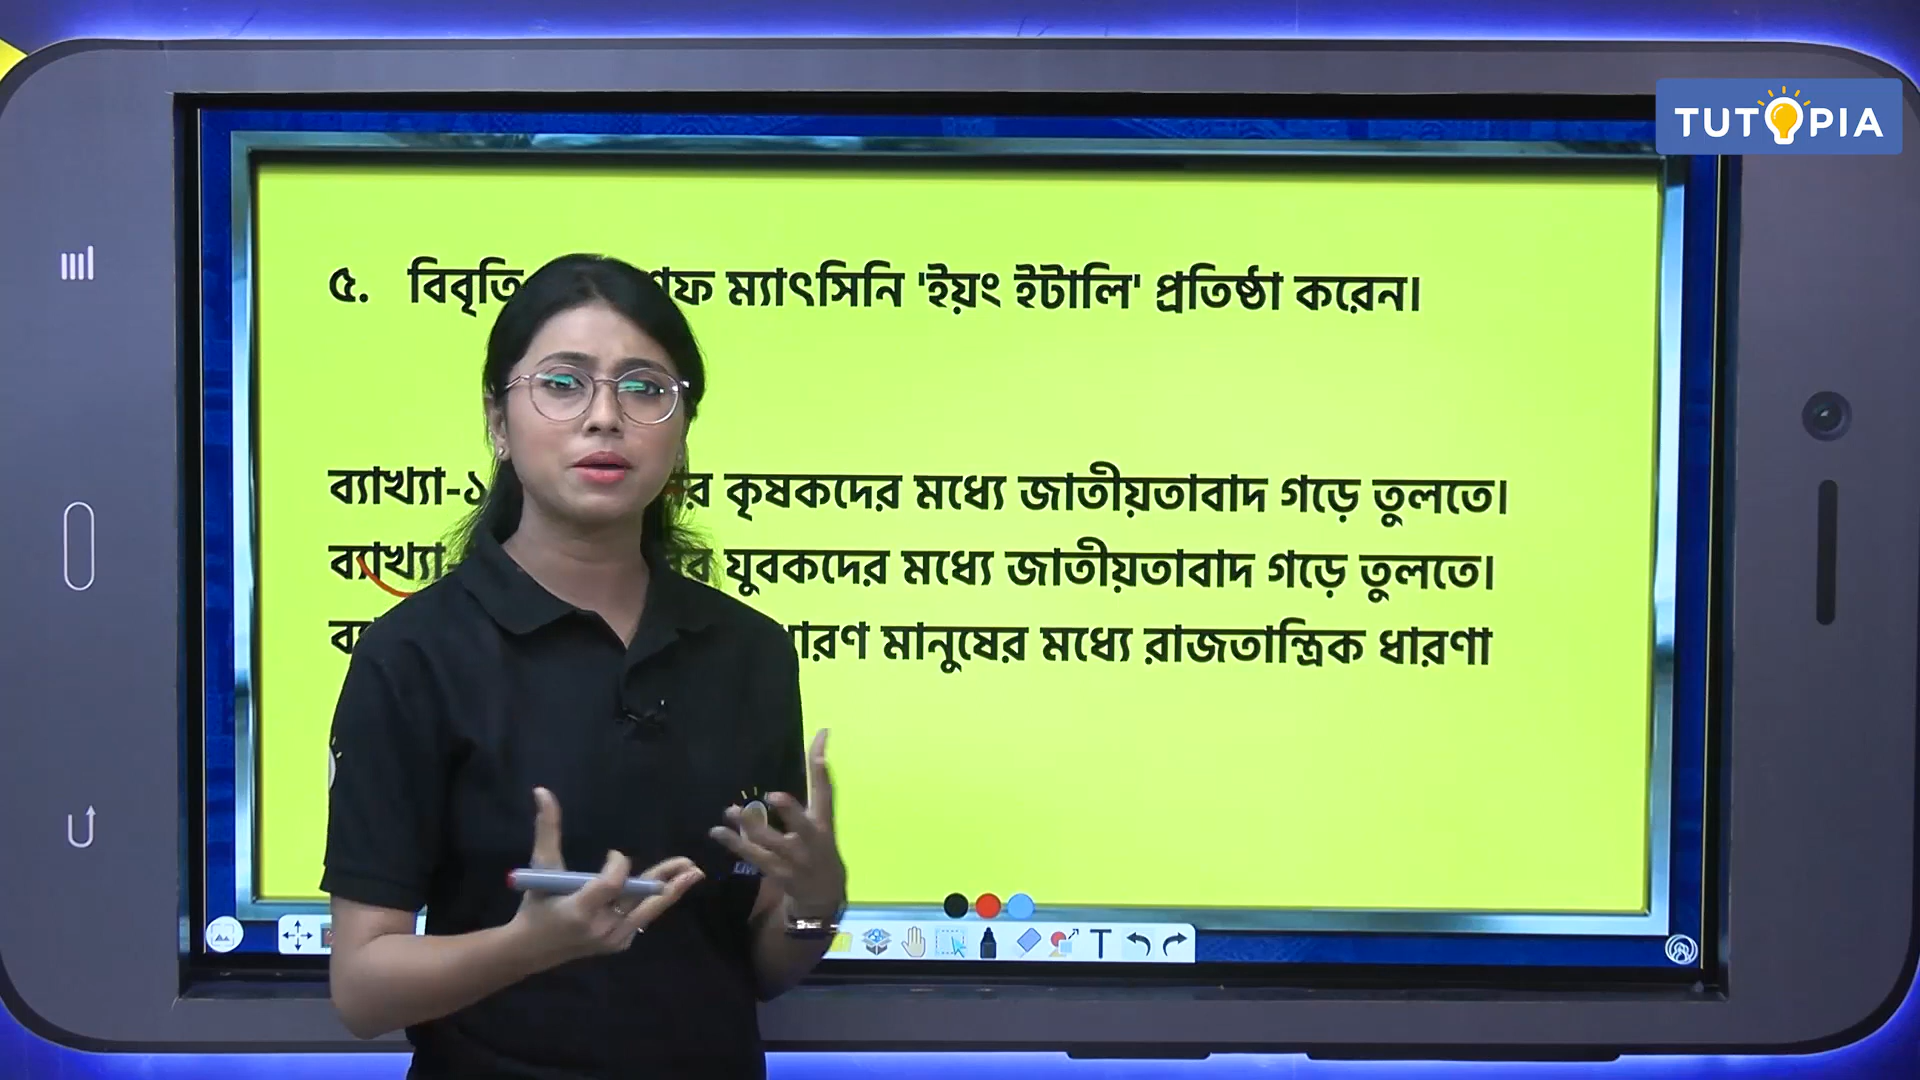 TUTOPIA
৫. বিবৃতি ম্যাৎসিনি 'ইয়ং ইটালি' প্রতিষ্ঠা করেন।
ব্যাখ্যা-১ কৃষকদের মধ্যে জাতীয়তাবাদ গড়ে তুলতে।
ব্যাখ্যা যুবকদের মধ্যে জাতীয়তাবাদ গড়ে তুলতে।
মানুষের মধ্যে রাজতান্ত্রিক ধারণা